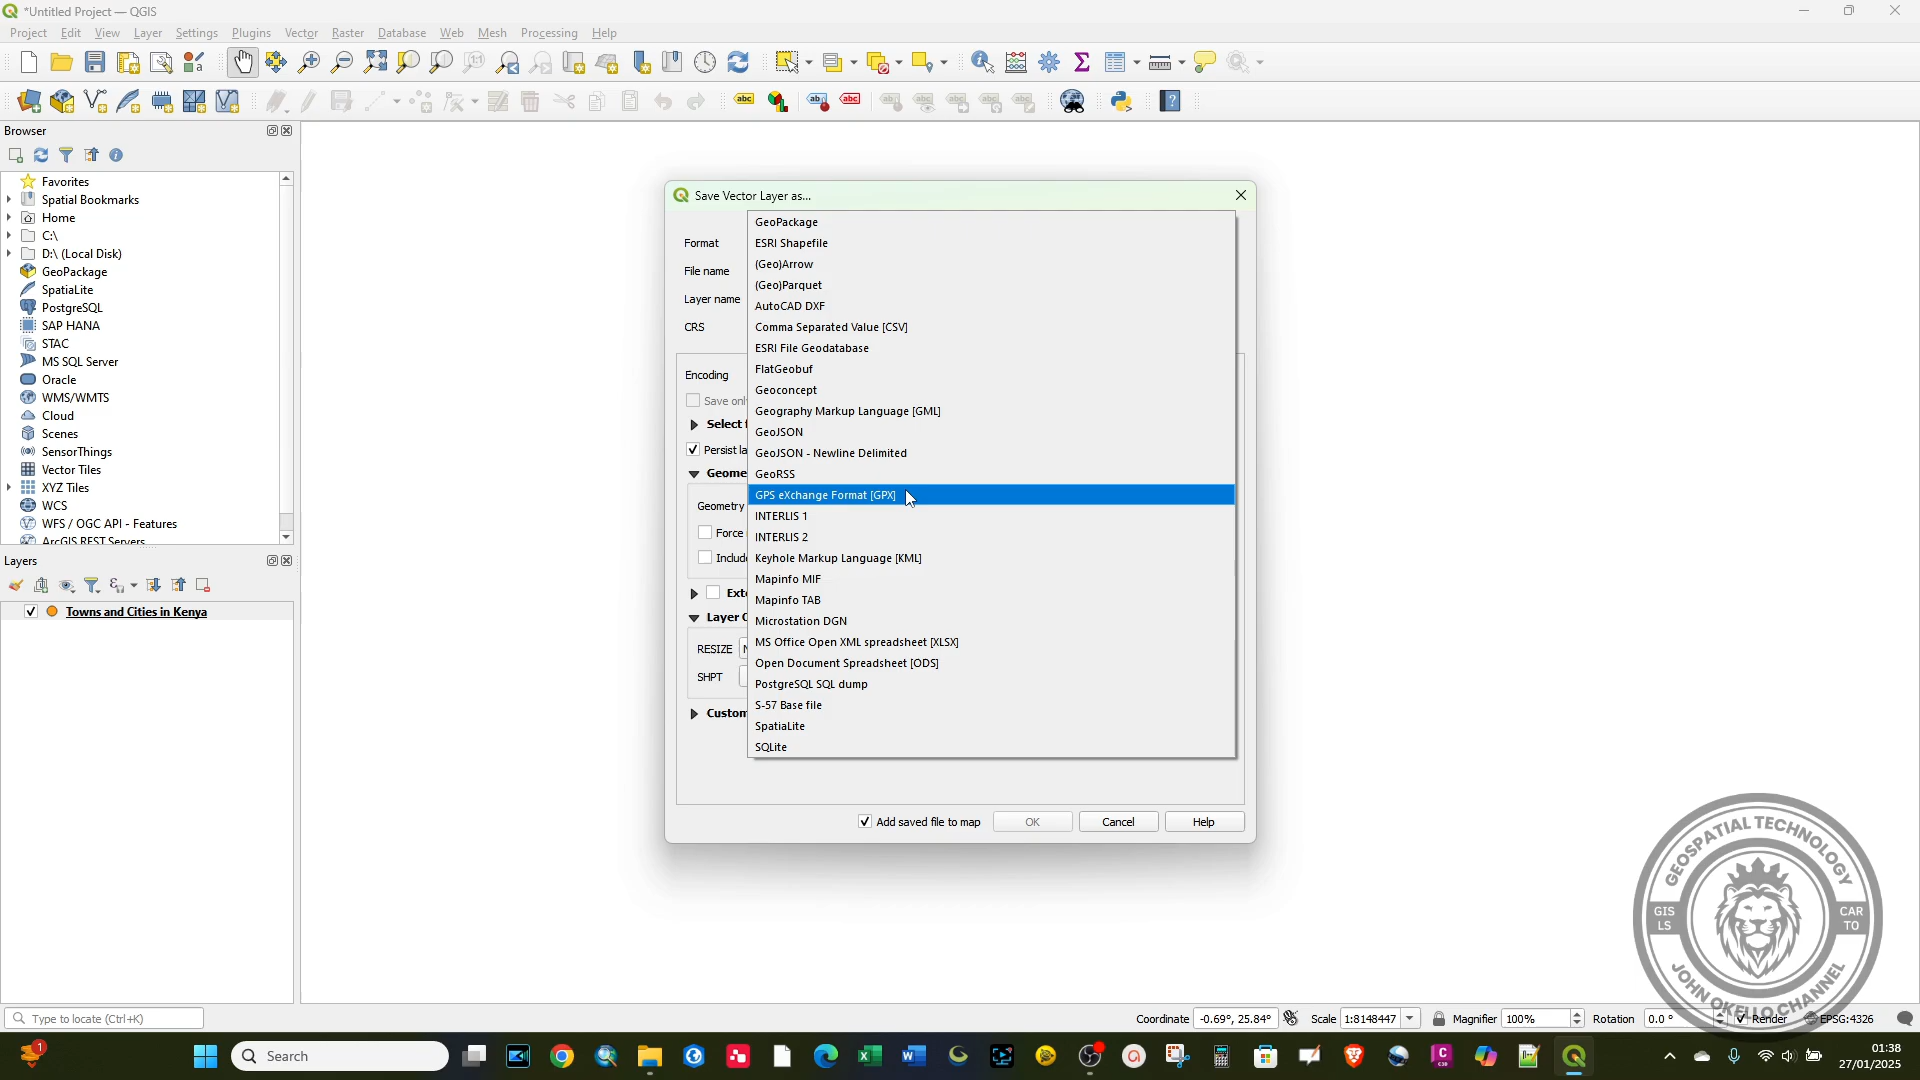 *Untitled Project — QGIS
Project Edit View Layer Settings Plugins Vector Raster Database Web Mesh Processing Help
Browser
Favorites
Spatial Bookmarks
Home
C:\
D:\ (Local Disk)
GeoPackage
SpatiaLite
PostgreSQL
SAP HANA
STAC
MS SQL Server
Oracle
WMS/WMTS
Cloud
Scenes
SensorThings
Vector Tiles
XYZ Tiles
WCS
WFS / OGC API - Features
ArcGIS REST Servers
Layers
Towns and Cities in Kenya
Save Vector Layer as...
Format
File name
Layer name
CRS
Encoding
Save onl
Select f
Persist la
Geome
Geometry
Force
Include
Exte
Layer O
RESIZE N
SHPT
Custom
GeoPackage
ESRI Shapefile
(Geo)Arrow
(Geo)Parquet
AutoCAD DXF
Comma Separated Value [CSV]
ESRI File Geodatabase
FlatGeobuf
Geoconcept
Geography Markup Language [GML]
GeoJSON
GeoJSON - Newline Delimited
GeoRSS
GPS eXchange Format [GPX]
INTERLIS 1
INTERLIS 2
Keyhole Markup Language [KML]
Mapinfo MIF
Mapinfo TAB
Microstation DGN
MS Office Open XML spreadsheet [XLSX]
Open Document Spreadsheet [ODS]
PostgreSQL SQL dump
S-57 Base file
SpatiaLite
SQLite
Add saved file to map OK Cancel Help
GEOSPATIAL TECHNOLOGY
GIS CAR
LS TO
JOHN OKELLO CHANNEL
Type to locate (Ctrl+K) Coordinate -0.69°, 25.84° Scale 1:8148447 Magnifier 100% Rotation 0.0 ° Render EPSG:4326
1 Search 01:38
27/01/2025